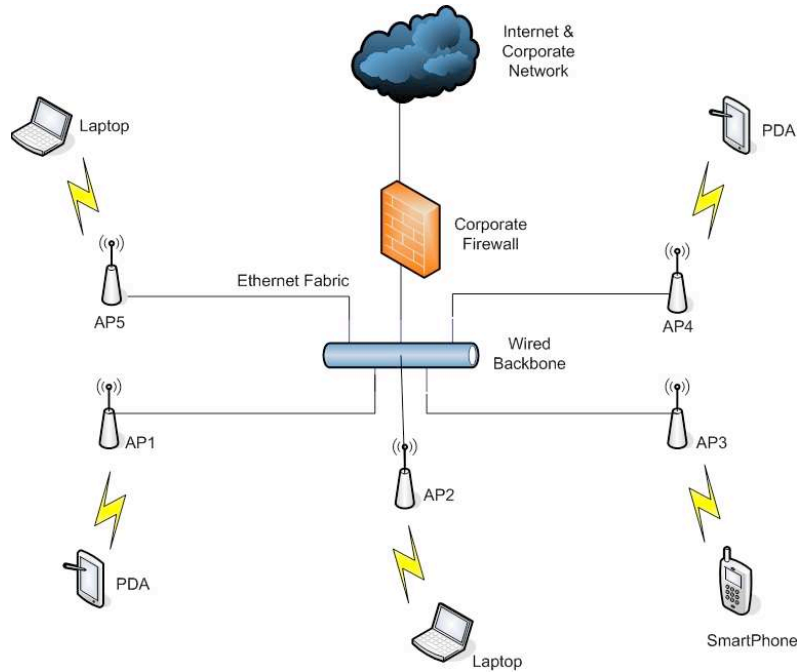 Internet &
Corporate
Network
Laptop
PDA
Corporate
Firewall
Ethernet Fabric
AP5
AP4
Wired
Backbone
AP1
AP3
AP2
PDA
SmartPhone
Laptop